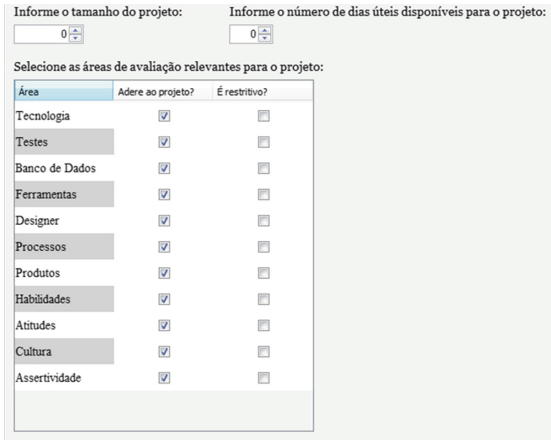 Informe o tamanho do projeto: Informe o número de dias úteis disponíveis para o projeto:
0 0
Selecione as áreas de avaliação relevantes para o projeto:
Área Adere ao projeto? É restritivo?
Tecnologia
Testes
Banco de Dados
Ferramentas
Designer
Processos
Produtos
Habilidades
Atitudes
Cultura
Assertividade